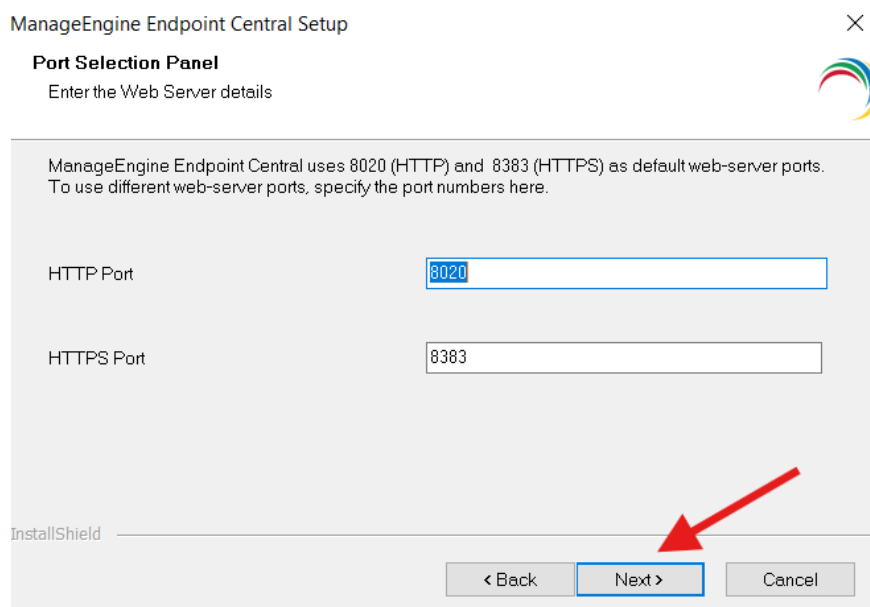 ManageEngine Endpoint Central Setup
Port Selection Panel
Enter the Web Server details
ManageEngine Endpoint Central uses 8020 (HTTP) and 8383 (HTTPS) as default web-server ports.
To use different web-server ports, specify the port numbers here.
HTTP Port
8020
HTTPS Port
8383
InstallShield
< Back
Next >
Cancel